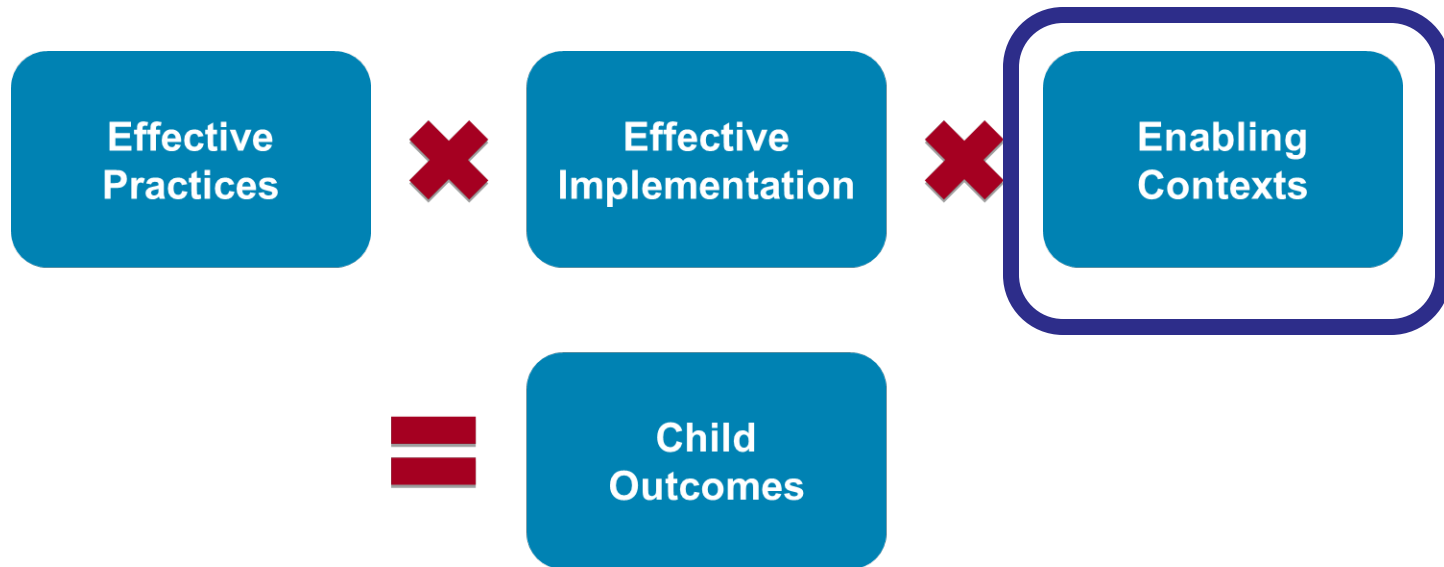 Effective
Practices
Effective
Implementation
Enabling
Contexts
Child
Outcomes